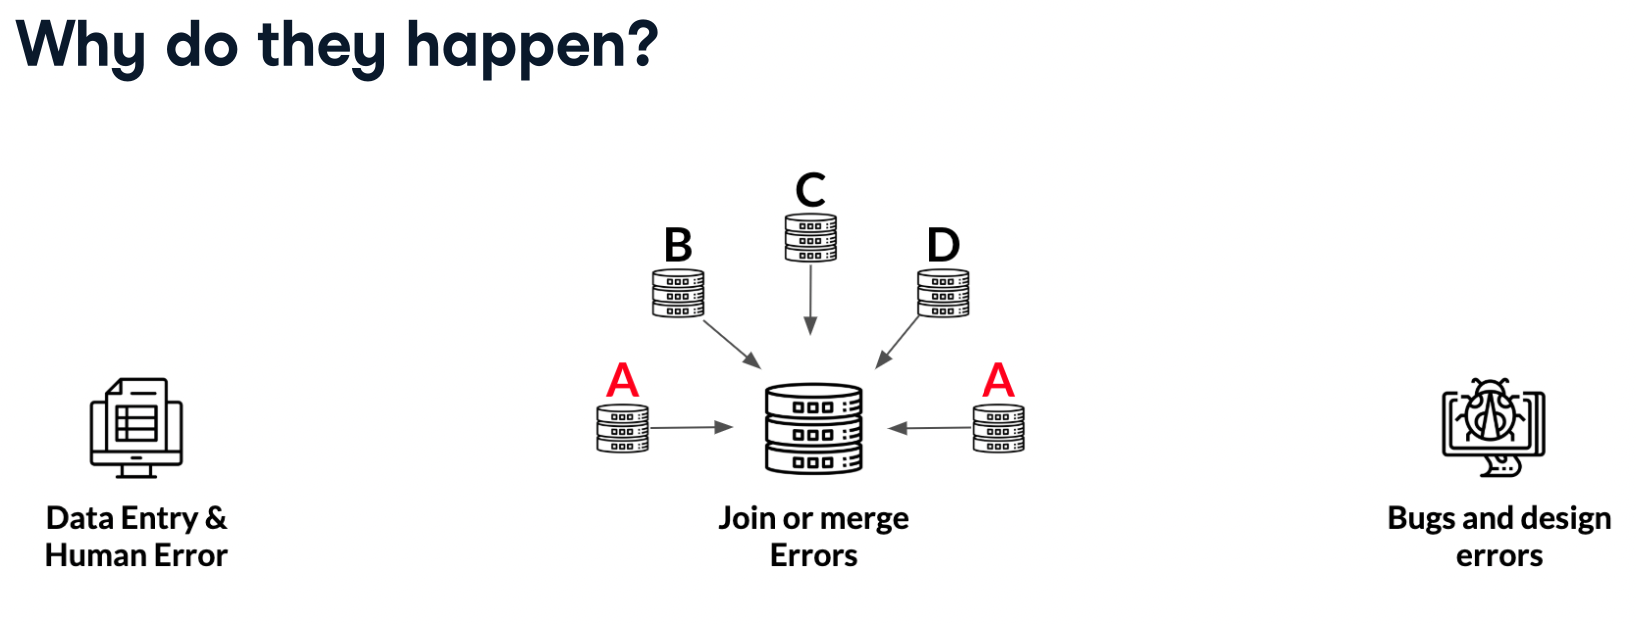 Why do they happen?
C
B
D
A
A
Data Entry &
Human Error
Join or merge
Errors
Bugs and design
errors